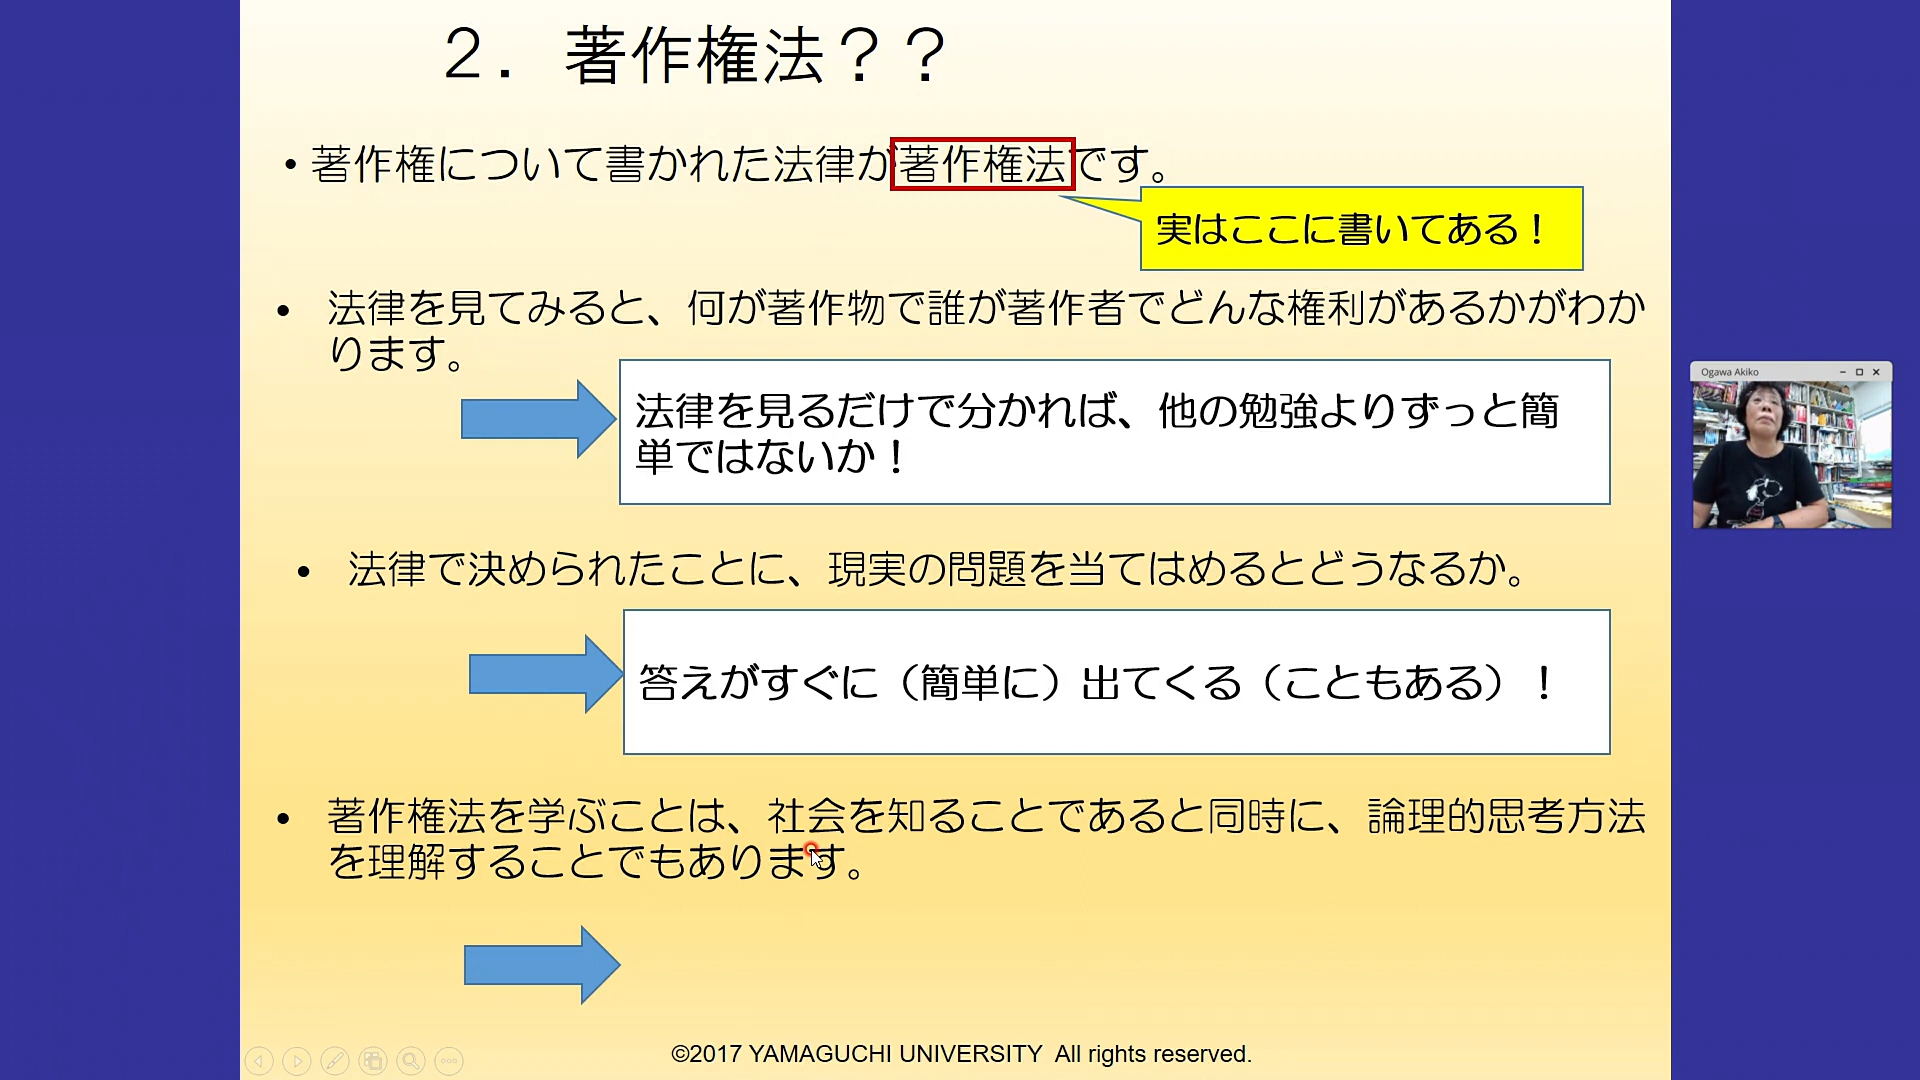 ２．著作権法？？
・著作権について書かれた法律が著作権法です。
実はここに書いてある！
• 法律を見てみると、何が著作物で誰が著作者でどんな権利があるかがわか
ります。
法律を見るだけで分かれば、他の勉強よりずっと簡
単ではないか！
• 法律で決められたことに、現実の問題を当てはめるとどうなるか。
答えがすぐに（簡単に）出てくる（こともある）！
• 著作権法を学ぶことは、社会を知ることであると同時に、論理的思考方法
を理解することでもあります。
©2017 YAMAGUCHI UNIVERSITY All rights reserved.
Ogawa Akiko